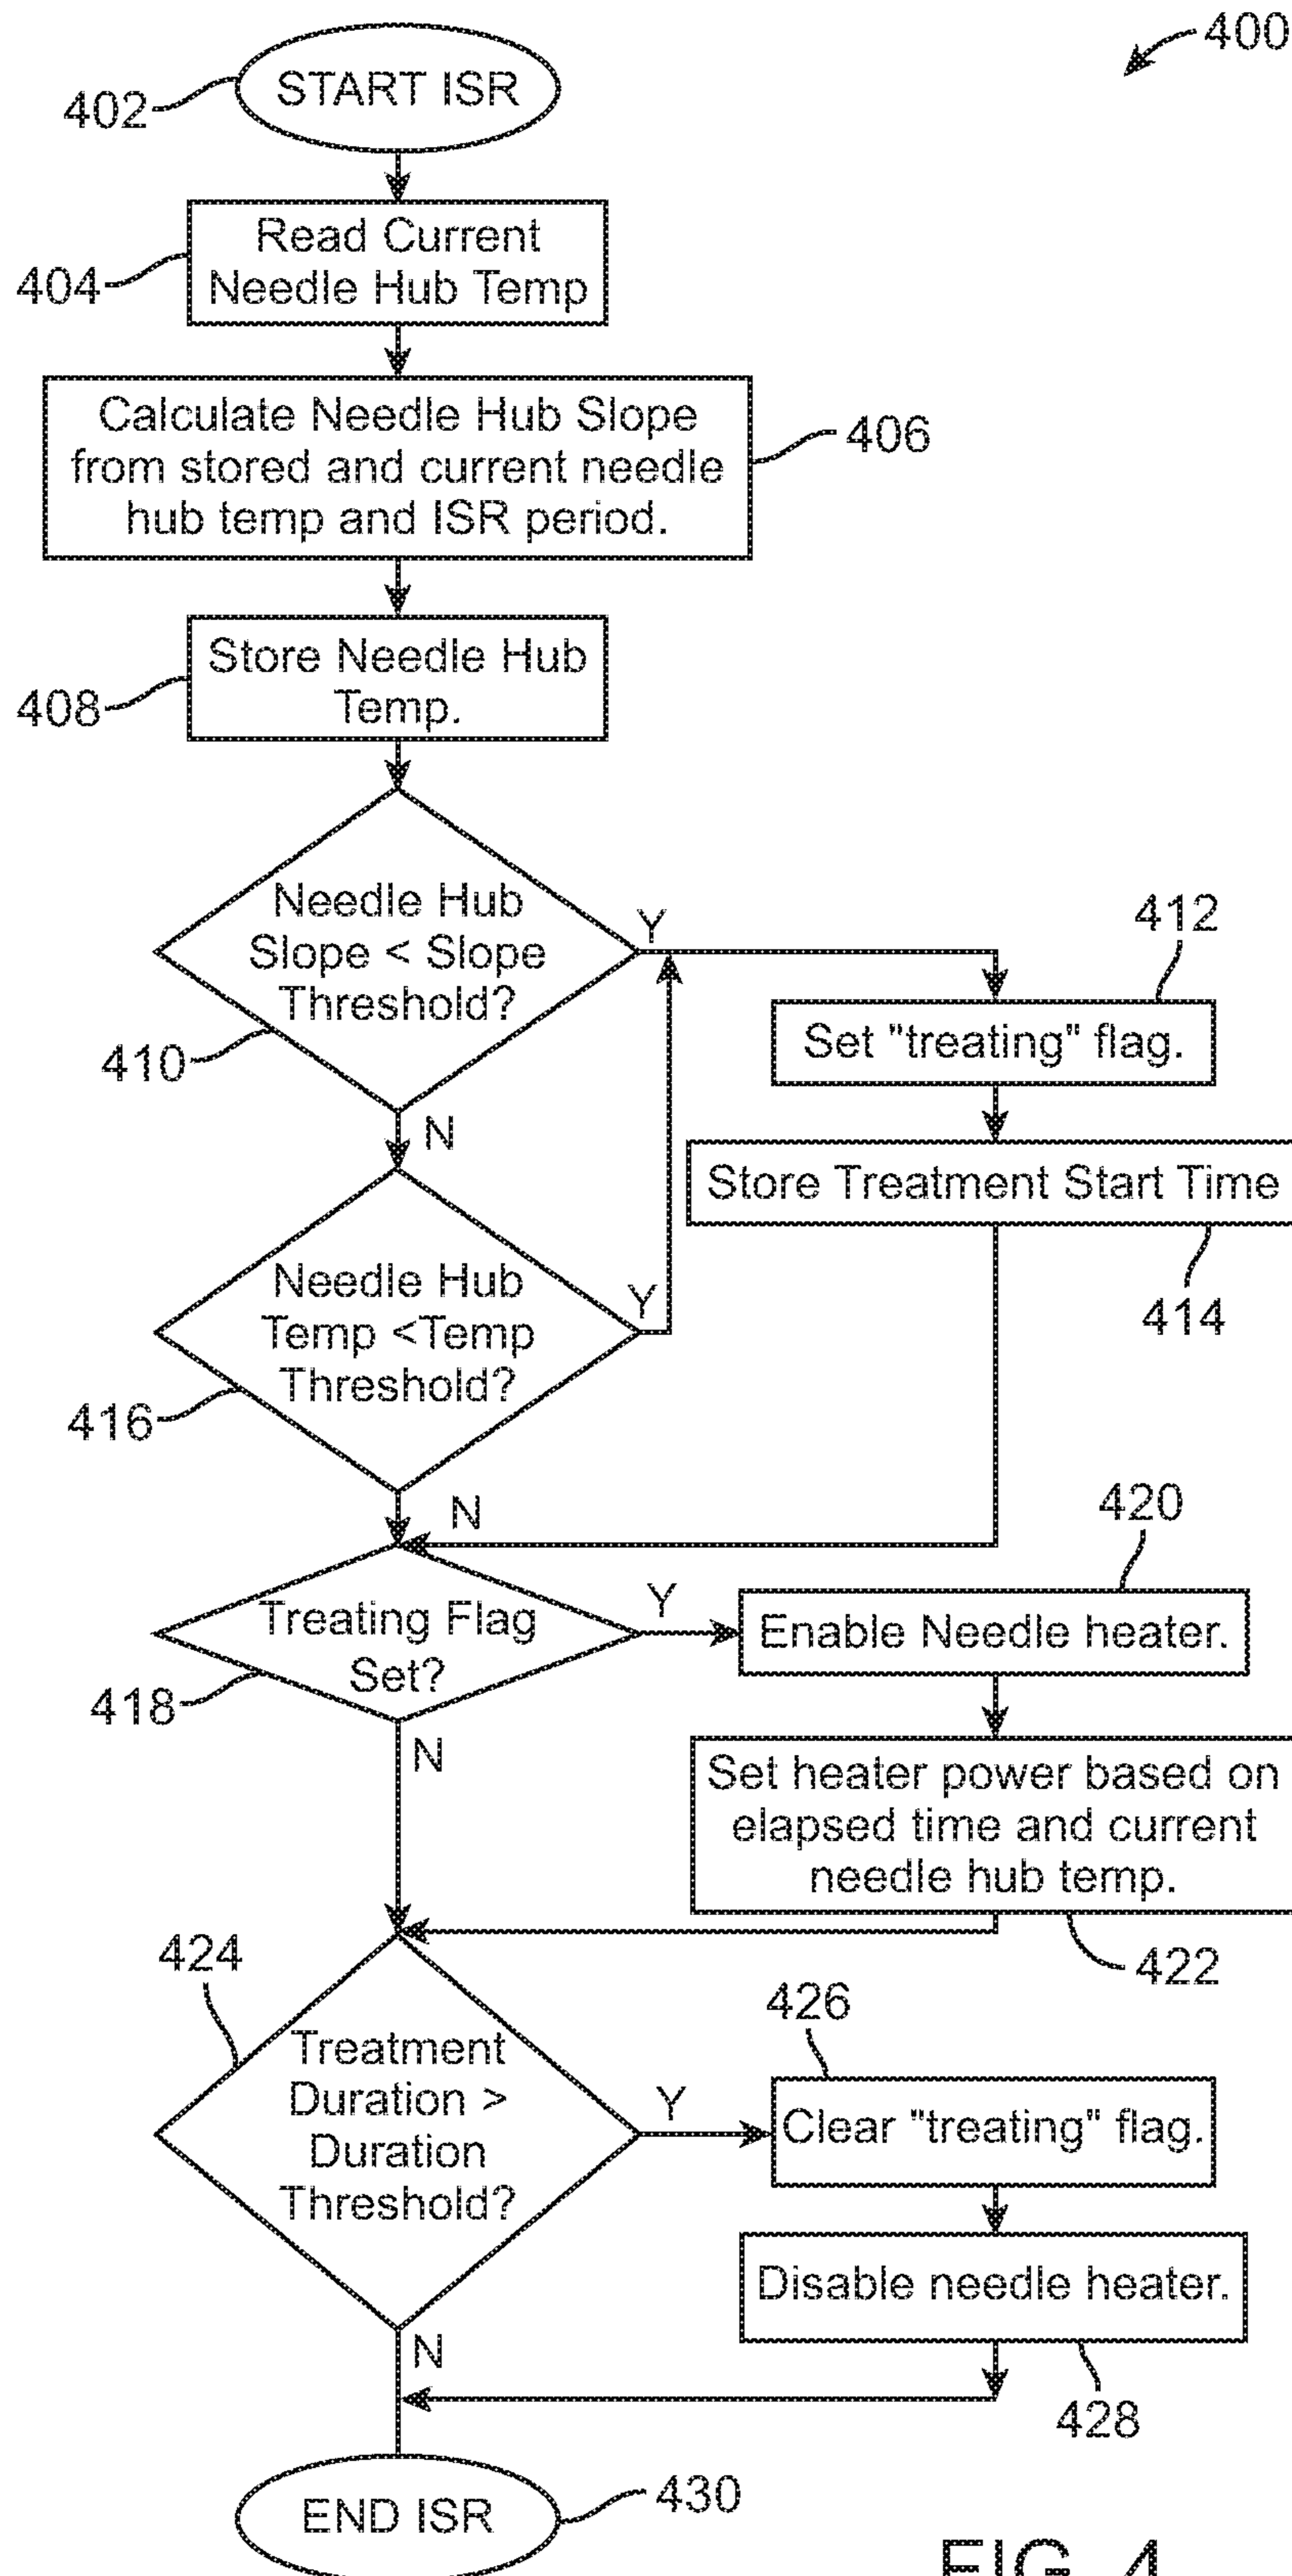 400
START ISR
402
Read Current
Needle Hub Temp
404
Calculate Needle Hub Slope
from stored and current needle
hub temp and ISR period.
406
Store Needle Hub
Temp.
408
Needle Hub
Slope < Slope
Threshold?
Y
410
N
412
Set "treating" flag.
Store Treatment Start Time
414
Needle Hub
Temp <Temp
Threshold?
Y
416
N
Treating Flag
Set?
Y
418
N
420
Enable Needle heater.
Set heater power based on
elapsed time and current
needle hub temp.
422
424
Treatment
Duration >
Duration
Threshold?
Y
N
426
Clear "treating" flag.
Disable needle heater.
428
END ISR
430
FIG. 4